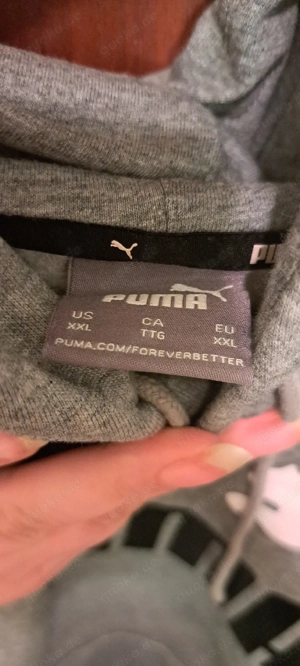 PUMA
US CA EU
XXL TTG XXL
PUMA.COM/FOREVERBETTER